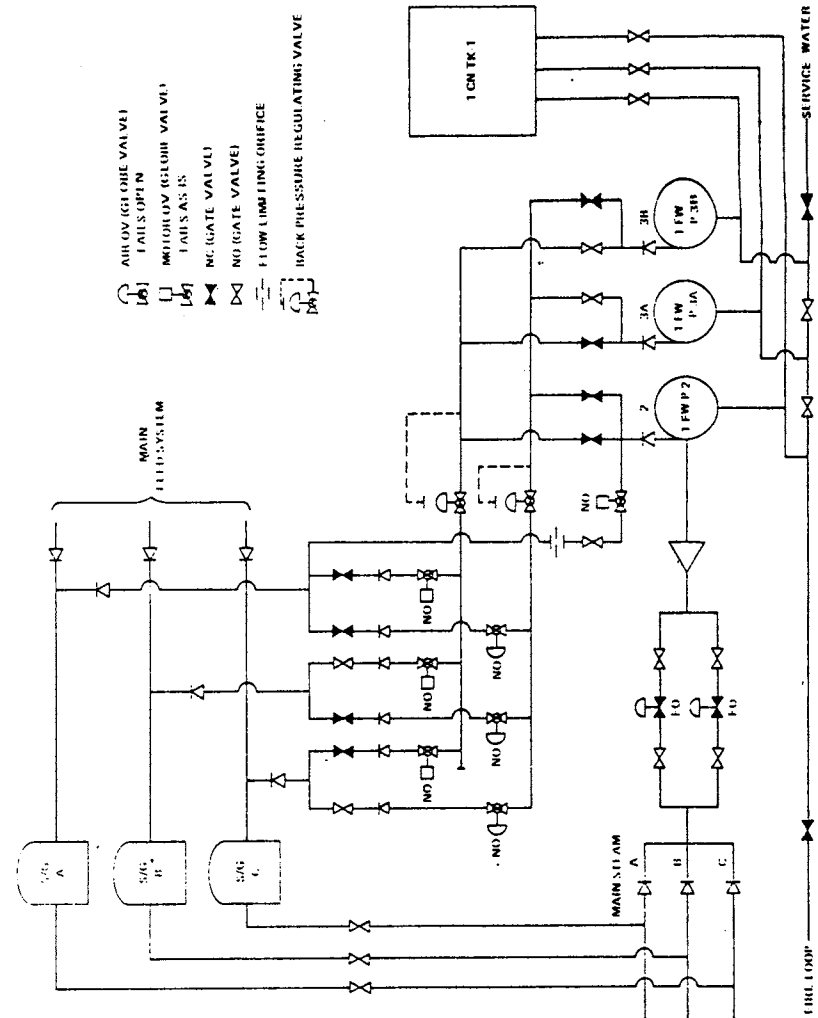 AIR OV (GLOBE VALVE)
FAILS OPEN
MOTOR OV (GLOBE VALVE)
FAILS AS IS
NC (GATE VALVE)
NO (GATE VALVE)
FLOW LIMITING ORIFICE
BACK PRESSURE REGULATING VALVE
1 CN TK-1
SERVICE WATER
MAIN
FEED SYSTEM
3B
1 FW
P. 3B
3A
1 FW
P. 3A
2
1 FW P 2
NO
NO
NO
NO
NO
NO
NO
FO
FO
S/G
A
S/G
B
S/G
C
MAIN STEAM
A
B
C
FIRE LOOP